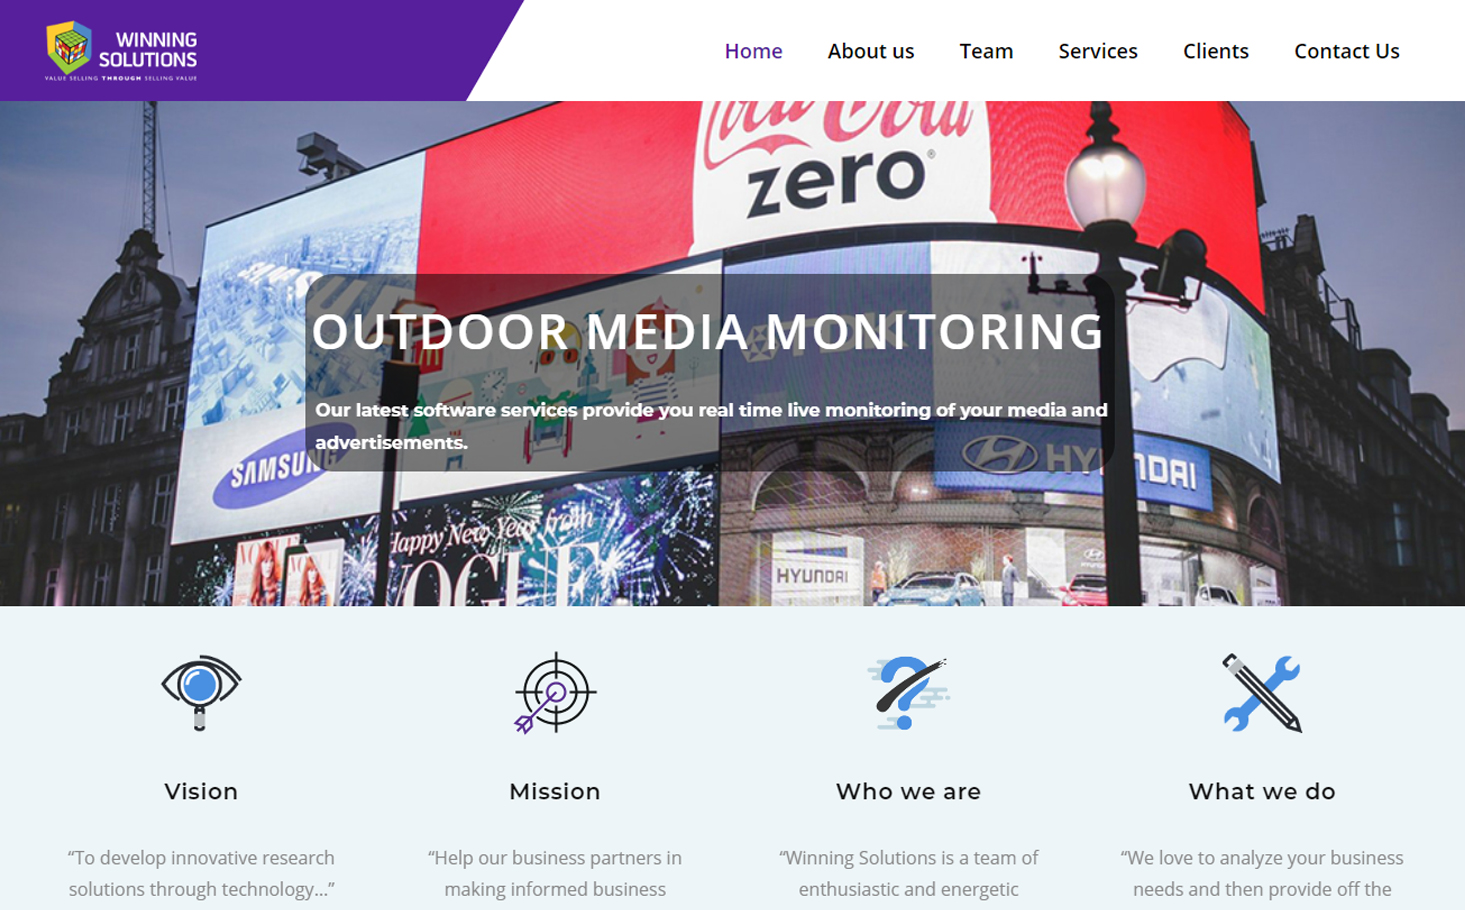 WINNING
SOLUTIONS
VALUE SELLING THROUGH SELLING VALUE
Home About us Team Services Clients Contact Us
Coca Cola
zero
OUTDOOR MEDIA MONITORING
Our latest software services provide you real time live monitoring of your media and
advertisements.
SAMSUNG
HYUNDAI
Happy New Year from
VOGUE
VOGUE
HYUNDAI
Vision
Mission
Who we are
What we do
“To develop innovative research
solutions through technology...”
“Help our business partners in
making informed business
“Winning Solutions is a team of
enthusiastic and energetic
“We love to analyze your business
needs and then provide off the